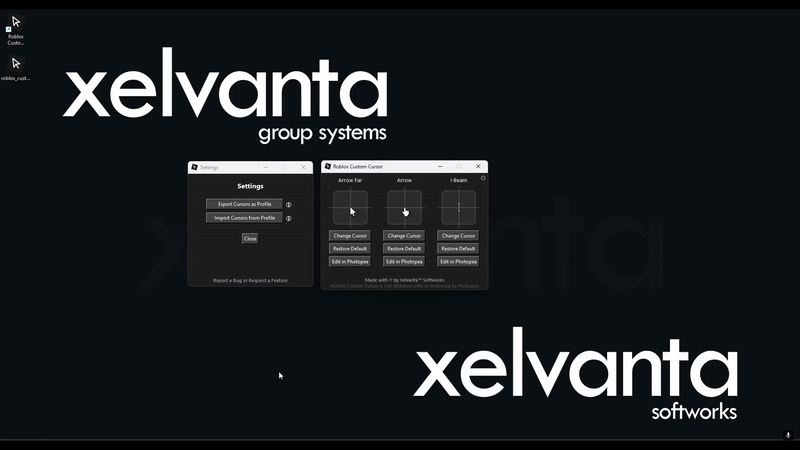 Roblox
Custo...
roblox_cust...
xelvanta
group systems
Settings
Settings
Export Cursors as Profile
Import Cursors from Profile
Close
Report a Bug or Request a Feature
Roblox Custom Cursor
Arrow Far
Arrow
I-Beam
Change Cursor
Change Cursor
Change Cursor
Restore Default
Restore Default
Restore Default
Edit in Photopea
Edit in Photopea
Edit in Photopea
Made with ♥ by Xelvanta™ Softworks
Roblox Custom Cursor is not affiliated with or endorsed by Photopea
xelvanta
xelvanta
softworks